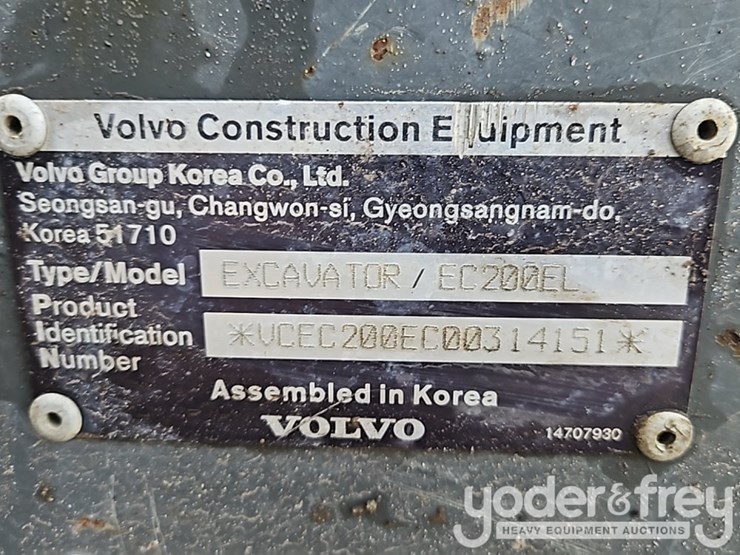 Volvo Construction E uipment
Volvo Group Korea Co., Ltd.
Seongsan-gu, Changwon-si, Gyeongsangnam-do,
Korea 51710
Type/Model EXCAVATOR / EC200EL
Product
Identification
Number
*VCEC200EC00314151*
Assembled in Korea
VOLVO
14707930
yoder&frey
HEAVY EQUIPMENT AUCTIONS